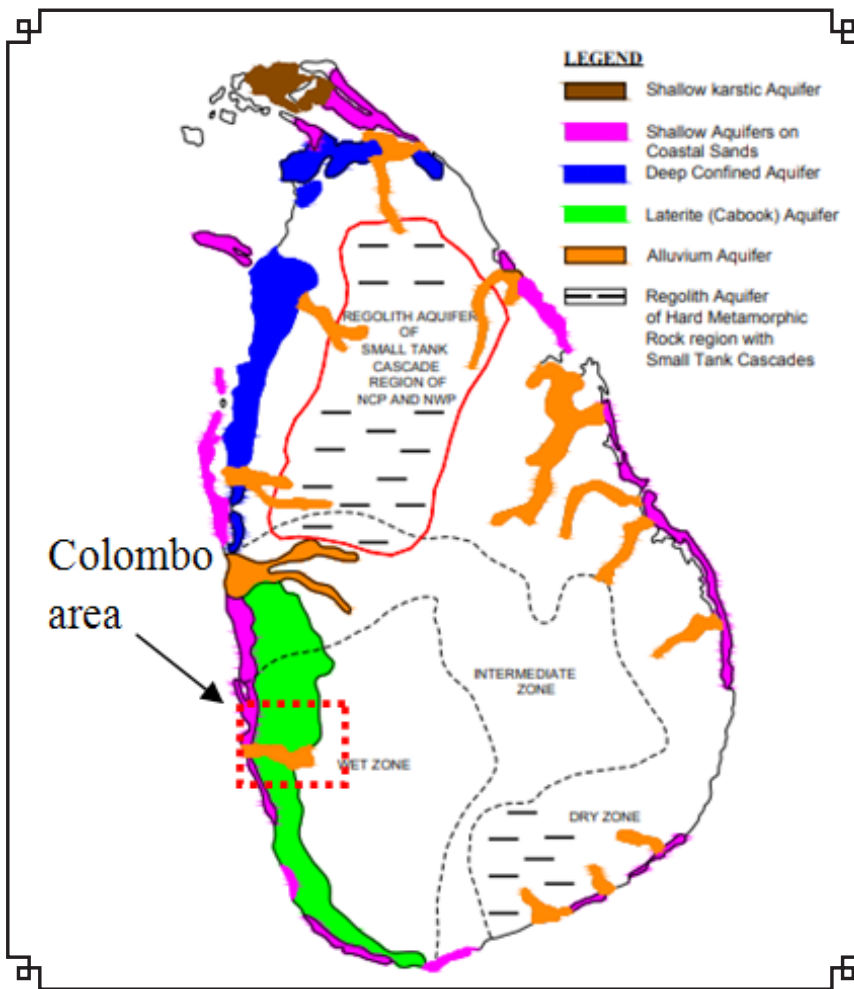 LEGEND
Shallow karstic Aquifer
Shallow Aquifers on
Coastal Sands
Deep Confined Aquifer
Laterite (Cabook) Aquifer
Alluvium Aquifer
Regolith Aquifer
of Hard Metamorphic
Rock region with
Small Tank Cascades
REGOLITH AQUIFER
OF
SMALL TANK
CASCADE
REGION OF
NCP AND NWP
Colombo
area
INTERMEDIATE
ZONE
WET ZONE
DRY ZONE